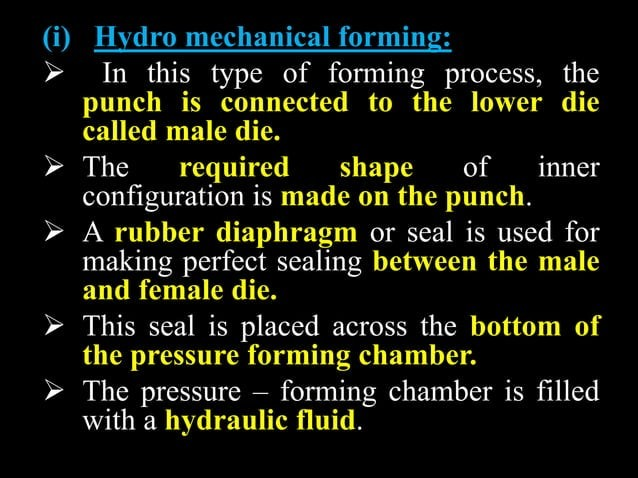 (i) Hydro mechanical forming:
➢ In this type of forming process, the
punch is connected to the lower die
called male die.
➢ The required shape of inner
configuration is made on the punch.
➢ A rubber diaphragm or seal is used for
making perfect sealing between the male
and female die.
➢ This seal is placed across the bottom of
the pressure forming chamber.
➢ The pressure – forming chamber is filled
with a hydraulic fluid.